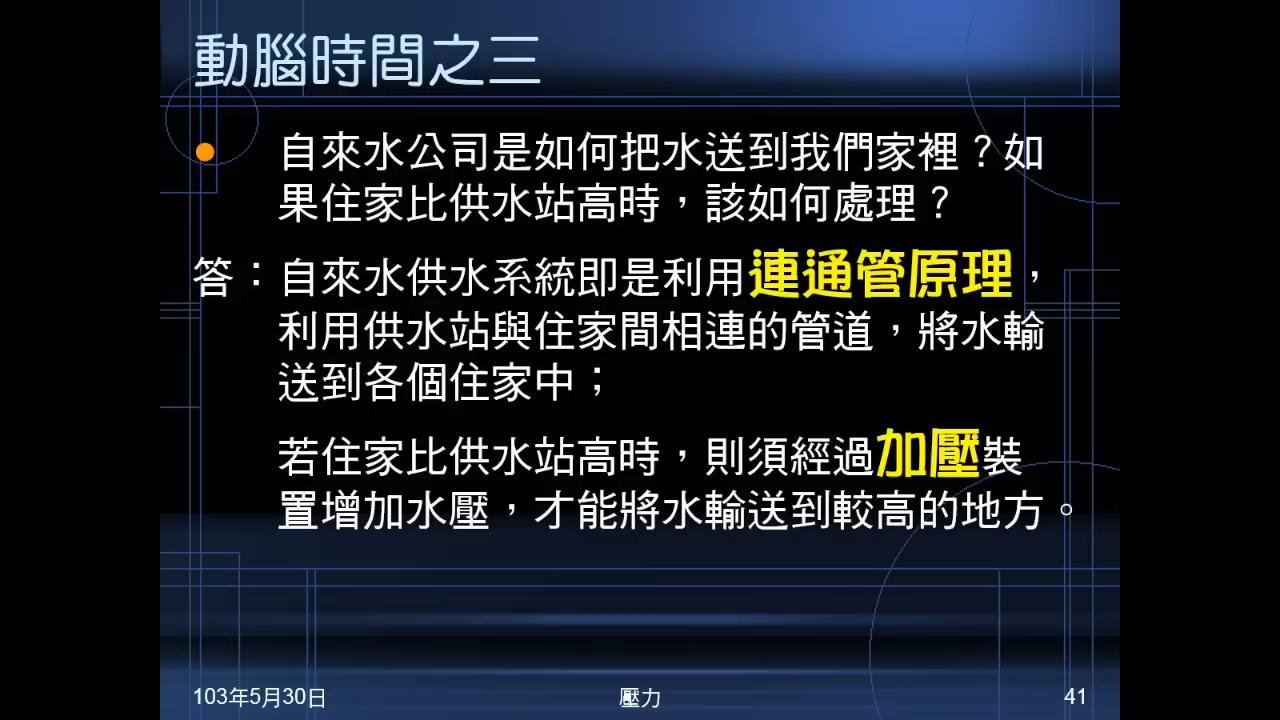 動腦時間之三
自來水公司是如何把水送到我們家裡？如
果住家比供水站高時，該如何處理？
答：自來水供水系統即是利用連通管原理，
利用供水站與住家間相連的管道，將水輸
送到各個住家中；
若住家比供水站高時，則須經過加壓裝
置增加水壓，才能將水輸送到較高的地方。
103年5月30日
壓力
41